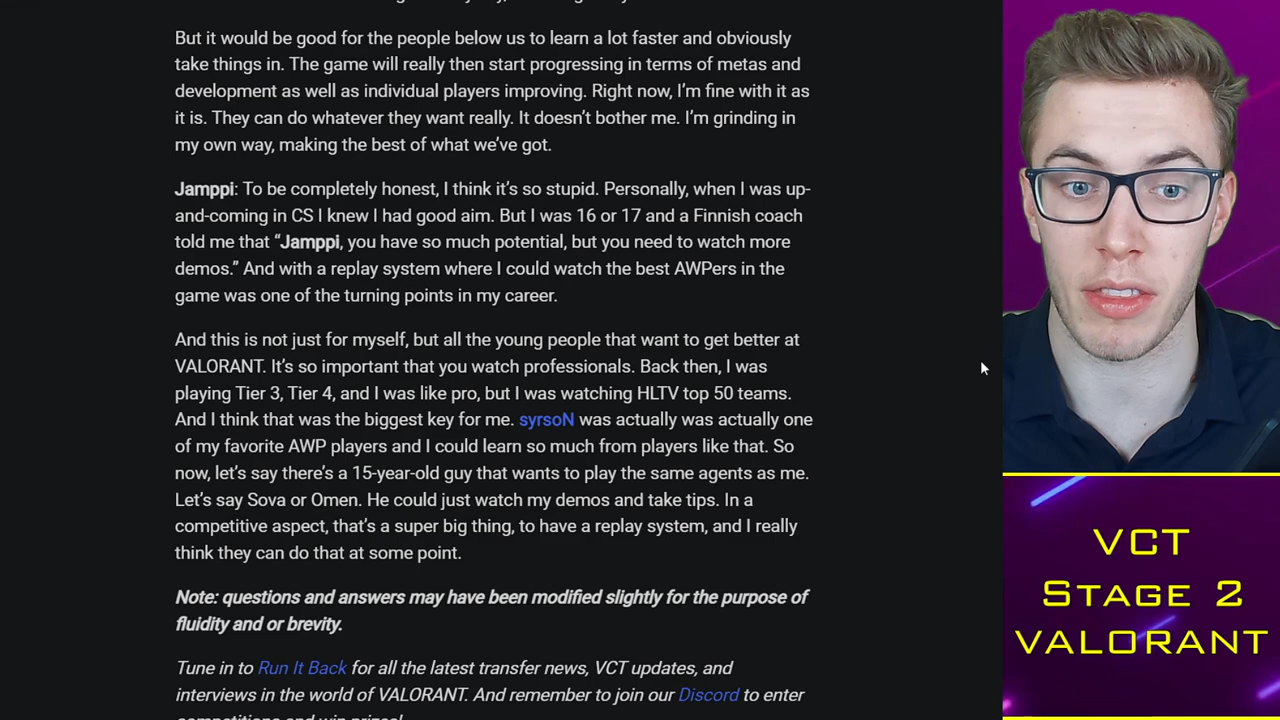 But it would be good for the people below us to learn a lot faster and obviously
take things in. The game will really then start progressing in terms of metas and
development as well as individual players improving. Right now, I'm fine with it as
it is. They can do whatever they want really. It doesn't bother me. I'm grinding in
my own way, making the best of what we've got.
Jamppi: To be completely honest, I think it's so stupid. Personally, when I was up-
and-coming in CS I knew I had good aim. But I was 16 or 17 and a Finnish coach
told me that “Jamppi, you have so much potential, but you need to watch more
demos.” And with a replay system where I could watch the best AWPers in the
game was one of the turning points in my career.
And this is not just for myself, but all the young people that want to get better at
VALORANT. It's so important that you watch professionals. Back then, I was
playing Tier 3, Tier 4, and I was like pro, but I was watching HLTV top 50 teams.
And I think that was the biggest key for me. syrsoN was actually was actually one
of my favorite AWP players and I could learn so much from players like that. So
now, let's say there's a 15-year-old guy that wants to play the same agents as me.
Let's say Sova or Omen. He could just watch my demos and take tips. In a
competitive aspect, that's a super big thing, to have a replay system, and I really
think they can do that at some point.
Note: questions and answers may have been modified slightly for the purpose of
fluidity and or brevity.
Tune in to Run It Back for all the latest transfer news, VCT updates, and
interviews in the world of VALORANT. And remember to join our Discord to enter
competitions and win prizes!
VCT
STAGE 2
VALORANT